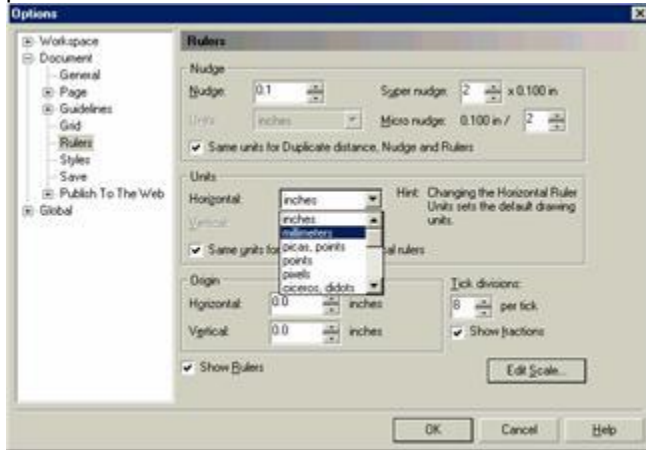 Options
Workspace
Document
General
Page
Guidelines
Grid
Rulers
Styles
Save
Publish To The Web
Global
Rulers
Nudge
Nudge: 0.1 Super nudge: 2 x 0.100 in
Units: inches Micro nudge: 0.100 in / 2
Same units for Duplicate distance, Nudge and Rulers
Units
Horizontal: inches Hint: Changing the Horizontal Ruler
Units sets the default drawing
units.
Vertical:
inches
millimeters
picas, points
points
pixels
ciceros, didots
Same units for al rulers
Origin
Horizontal: 0.0 inches
Vertical: 0.0 inches
Tick divisions:
8 per tick
Show fractions
Show Rulers
Edit Scale...
OK Cancel Help